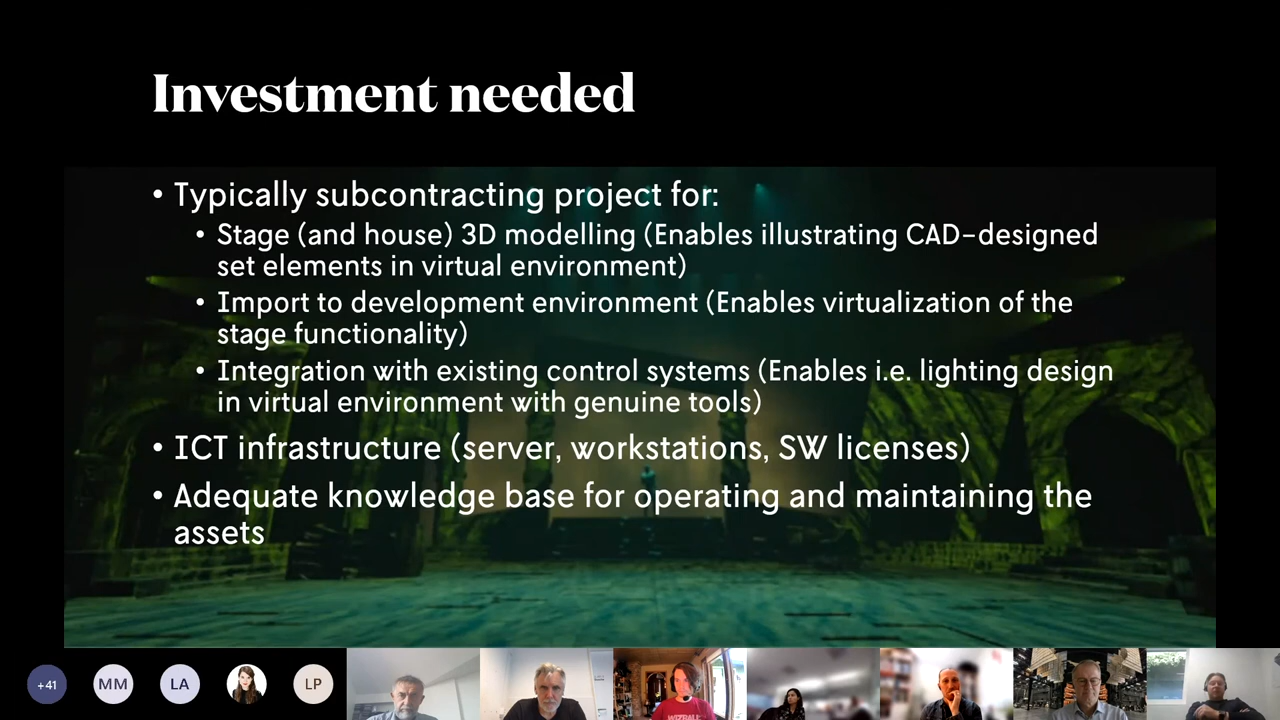 Investment needed
• Typically subcontracting project for:
• Stage (and house) 3D modelling (Enables illustrating CAD-designed
set elements in virtual environment)
• Import to development environment (Enables virtualization of the
stage functionality)
• Integration with existing control systems (Enables i.e. lighting design
in virtual environment with genuine tools)
• ICT infrastructure (server, workstations, SW licenses)
• Adequate knowledge base for operating and maintaining the
assets
+41 MM LA LP
WIZBALL